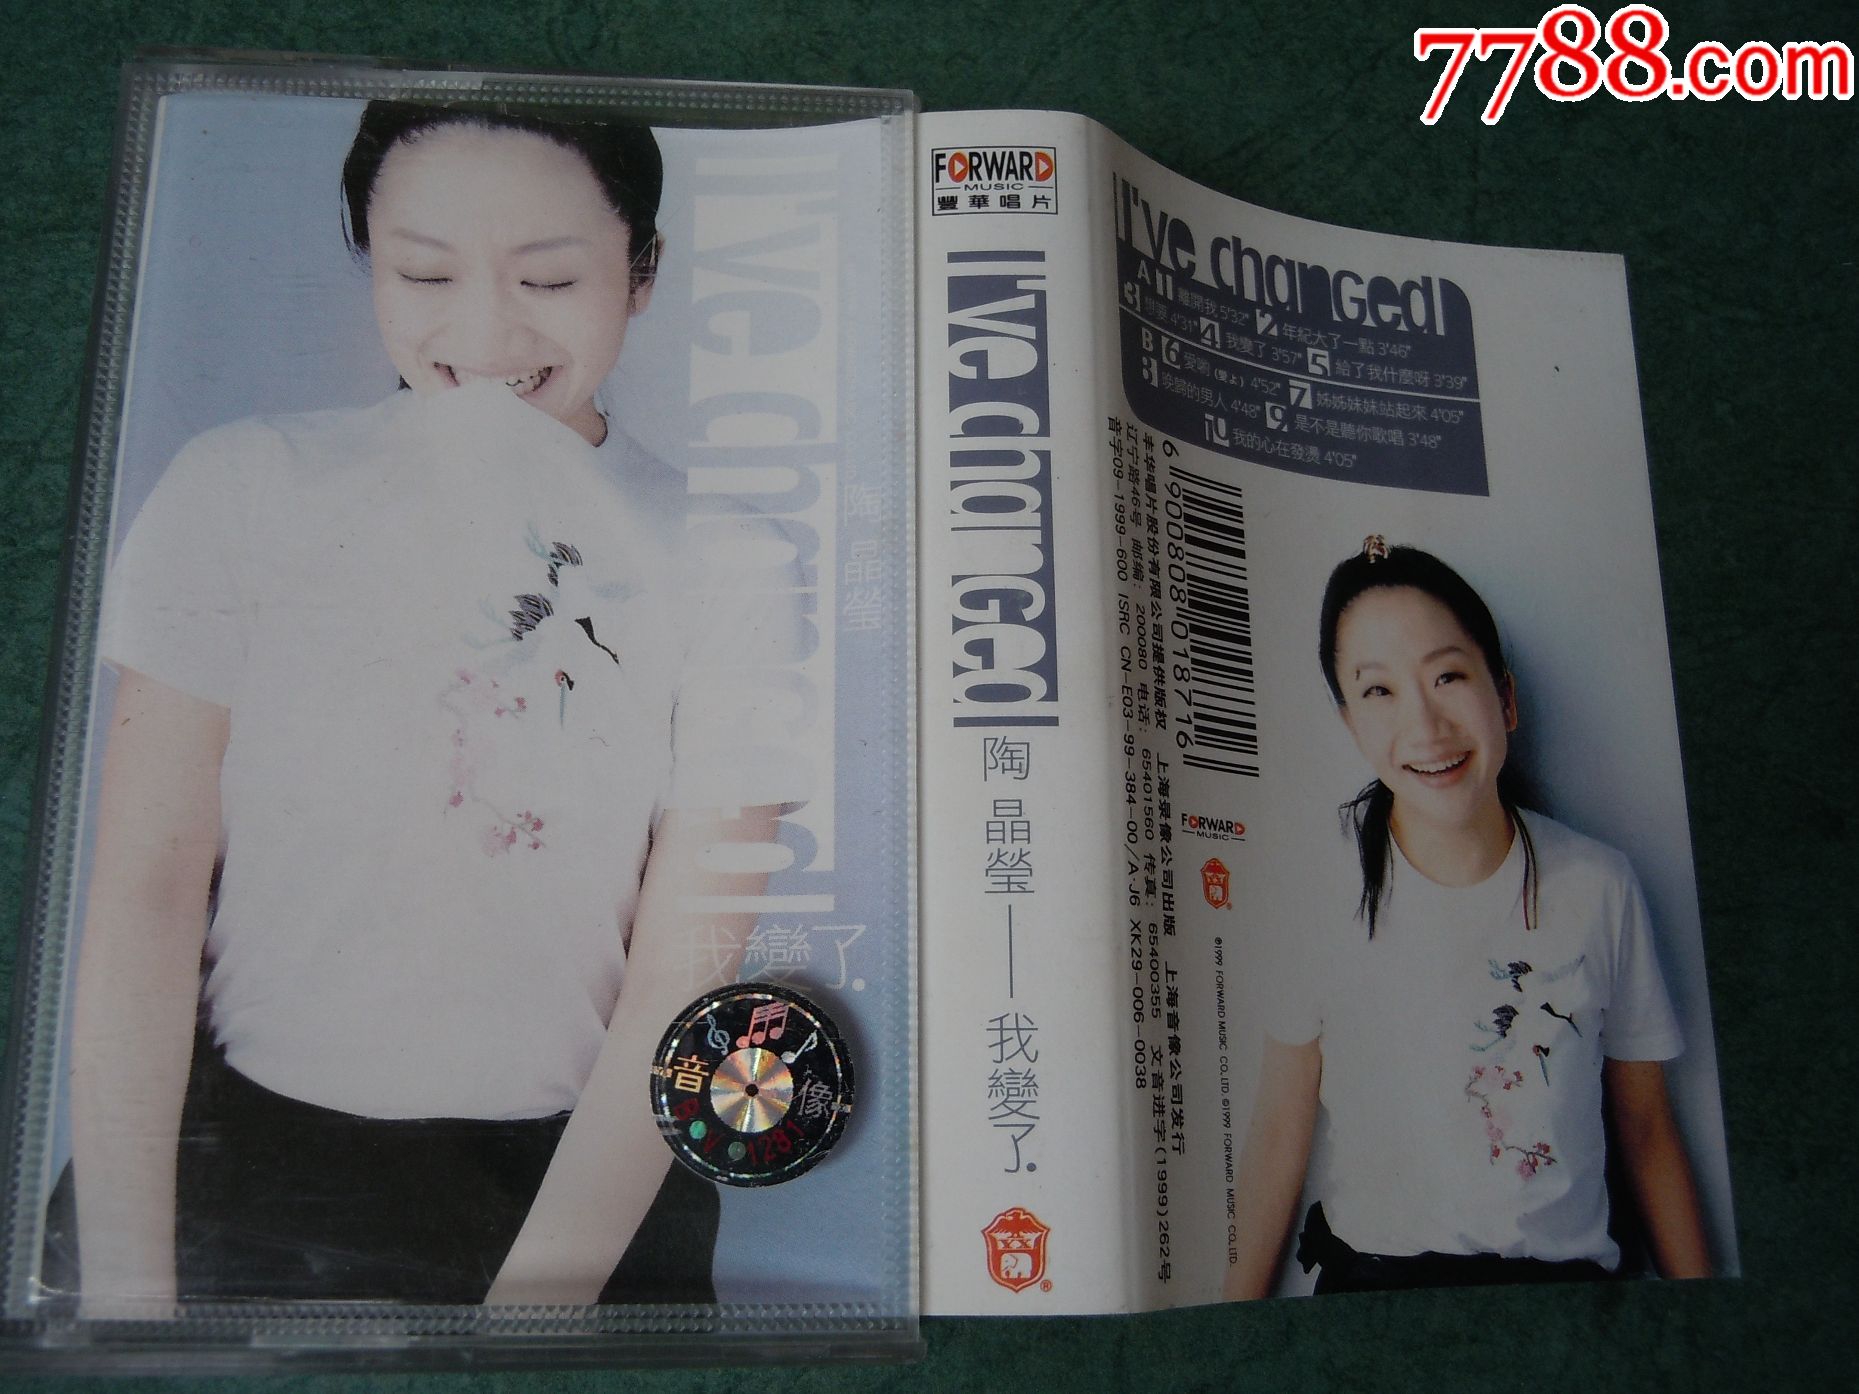 7788.com
I've changed
陶晶瑩
我變了.
音像
B V 1281
FORWARD
MUSIC
豐華唱片
I've changed
陶晶瑩——我變了.
I've changed
A 1 離開我 5'32" 2 年紀大了一點 3'46"
3 想要 4'31" 4 我變了 3'57" 5 給了我什麼呀 3'39"
B 6 愛喲 (愛よ) 4'52" 7 姊姊妹妹站起來 4'05"
8 晚歸的男人 4'48" 9 是不是聽你歌唱 3'48"
10 我的心在發燙 4'05"
6 900808 018716
丰华唱片股份有限公司提供版权 上海录像公司出版 上海音像公司发行
辽宁路46号 邮编: 200080 电话: 65401560 传真: 65400355 文音进字(1999)262号
音字09-1999-600 ISRC CN-E03-99-384-00/A·J6 XK29-006-0038
FORWARD
MUSIC
℗1999 FORWARD MUSIC CO., LTD. ©1999 FORWARD MUSIC CO., LTD.